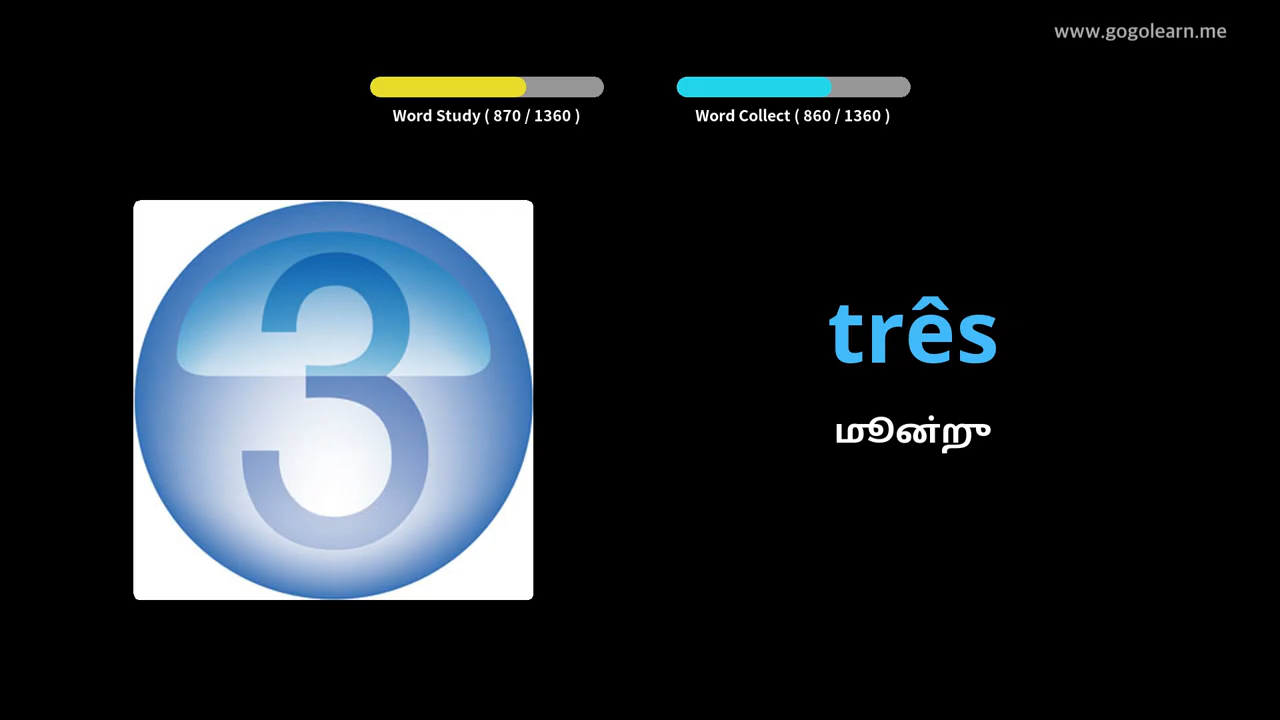 www.gogolearn.me
Word Study ( 870 / 1360 )
Word Collect ( 860 / 1360 )
3
três
மூன்று